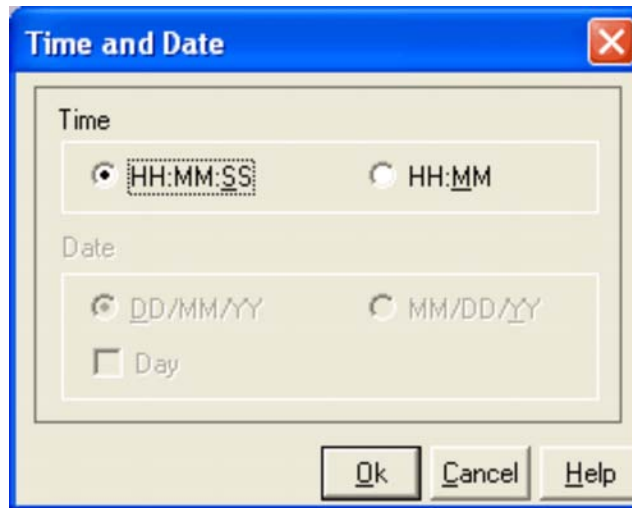 Time and Date
Time
HH:MM:SS HH:MM
Date
DD/MM/YY MM/DD/YY
Day
Ok Cancel Help